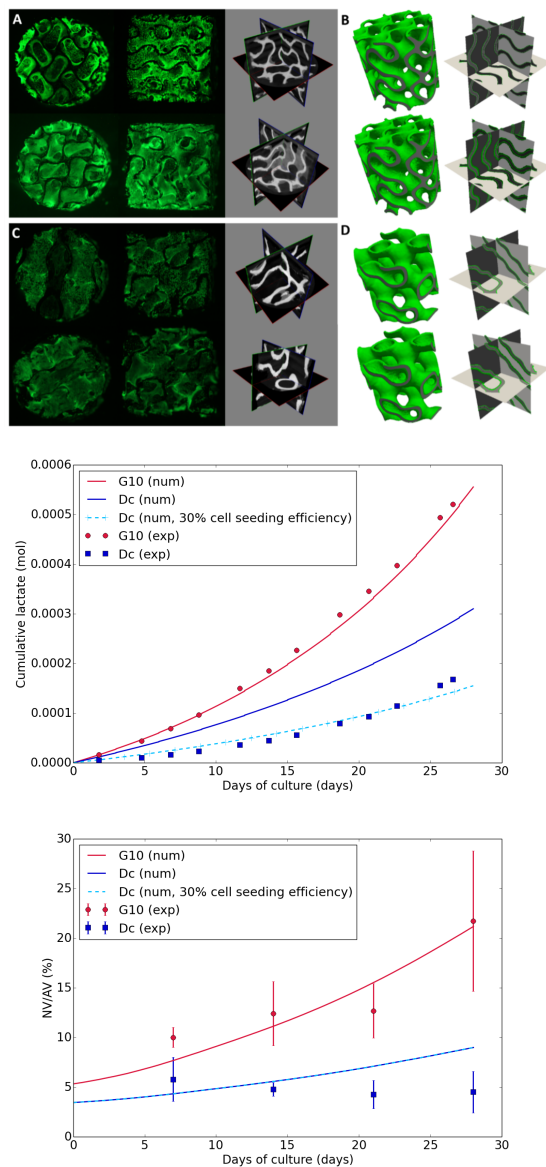 A
B
C
D
0.0006
0.0005
0.0004
0.0003
0.0002
0.0001
0.0000
Cumulative lactate (mol)
G10 (num)
Dc (num)
Dc (num, 30% cell seeding efficiency)
G10 (exp)
Dc (exp)
0 5 10 15 20 25 30
Days of culture (days)
30
25
20
15
10
5
0
NV/AV (%)
G10 (num)
Dc (num)
Dc (num, 30% cell seeding efficiency)
G10 (exp)
Dc (exp)
0 5 10 15 20 25 30
Days of culture (days)